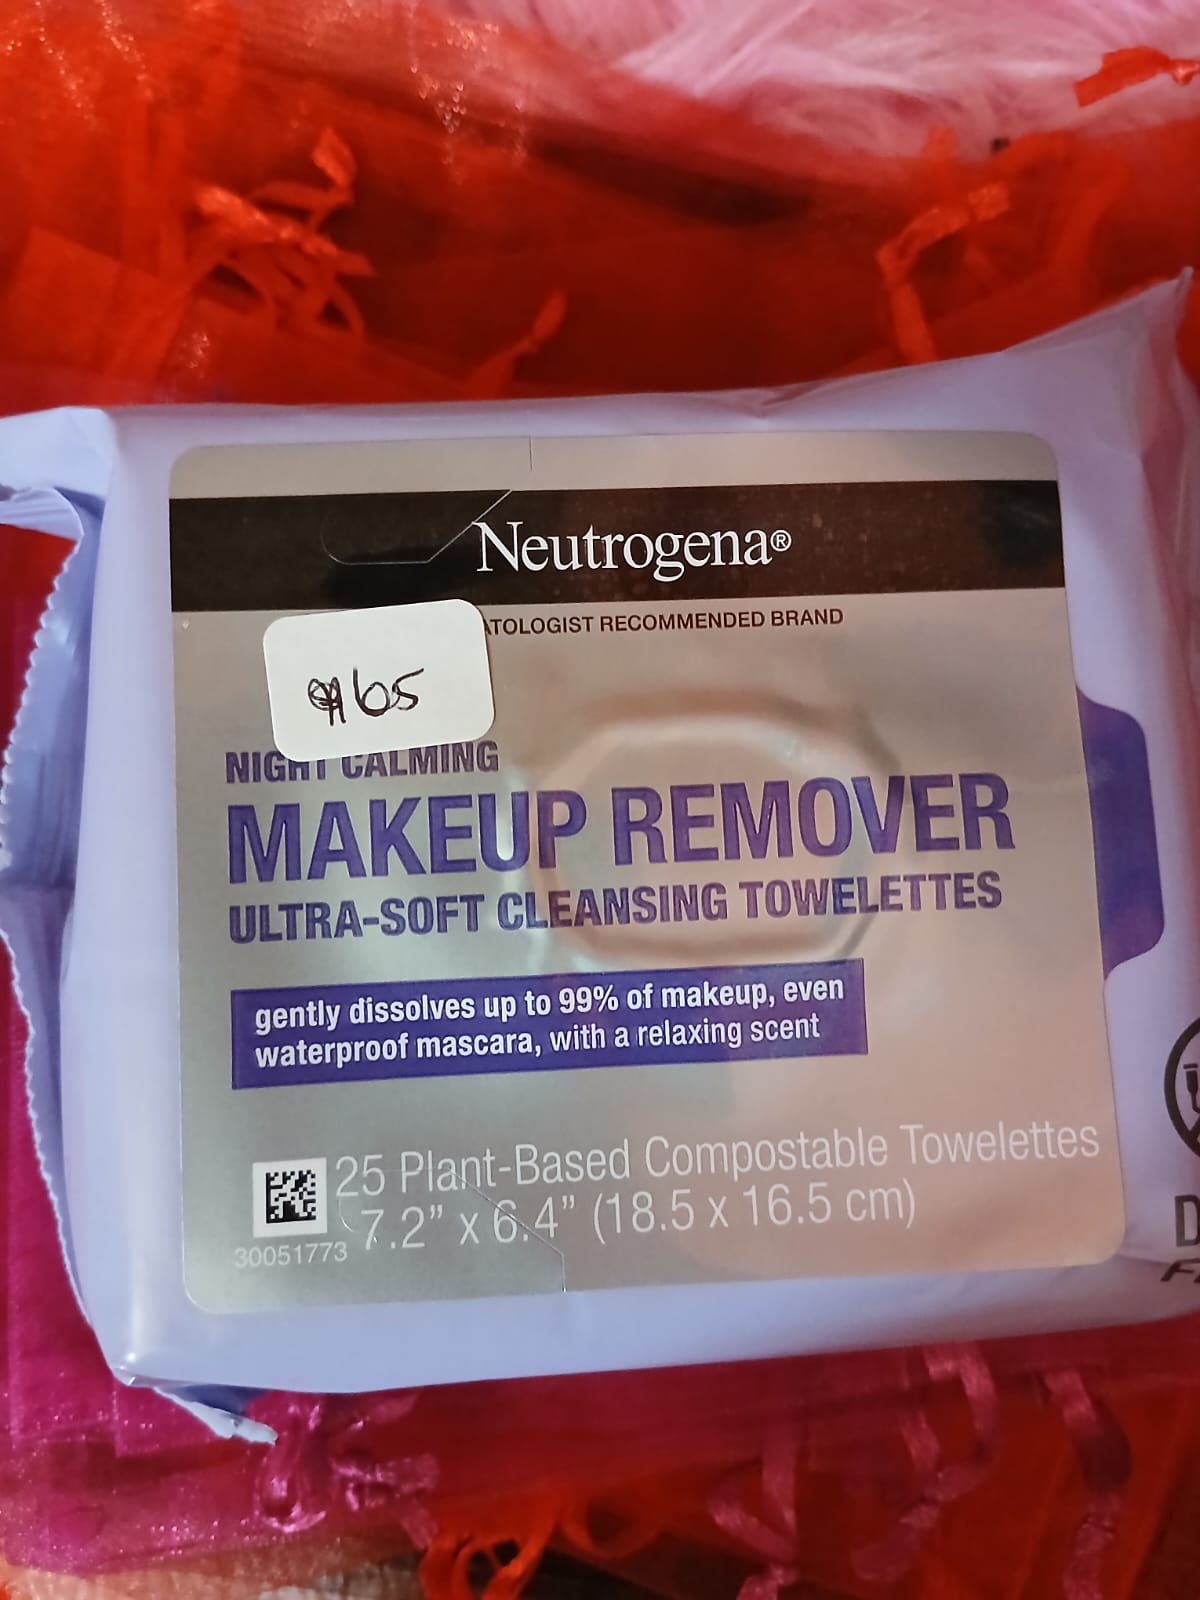 Neutrogena®
ATOLOGIST RECOMMENDED BRAND
$165
NIGHT CALMING
MAKEUP REMOVER
ULTRA-SOFT CLEANSING TOWELETTES
gently dissolves up to 99% of makeup, even
waterproof mascara, with a relaxing scent
25 Plant-Based Compostable Towelettes
7.2" x 6.4" (18.5 x 16.5 cm)
30051773